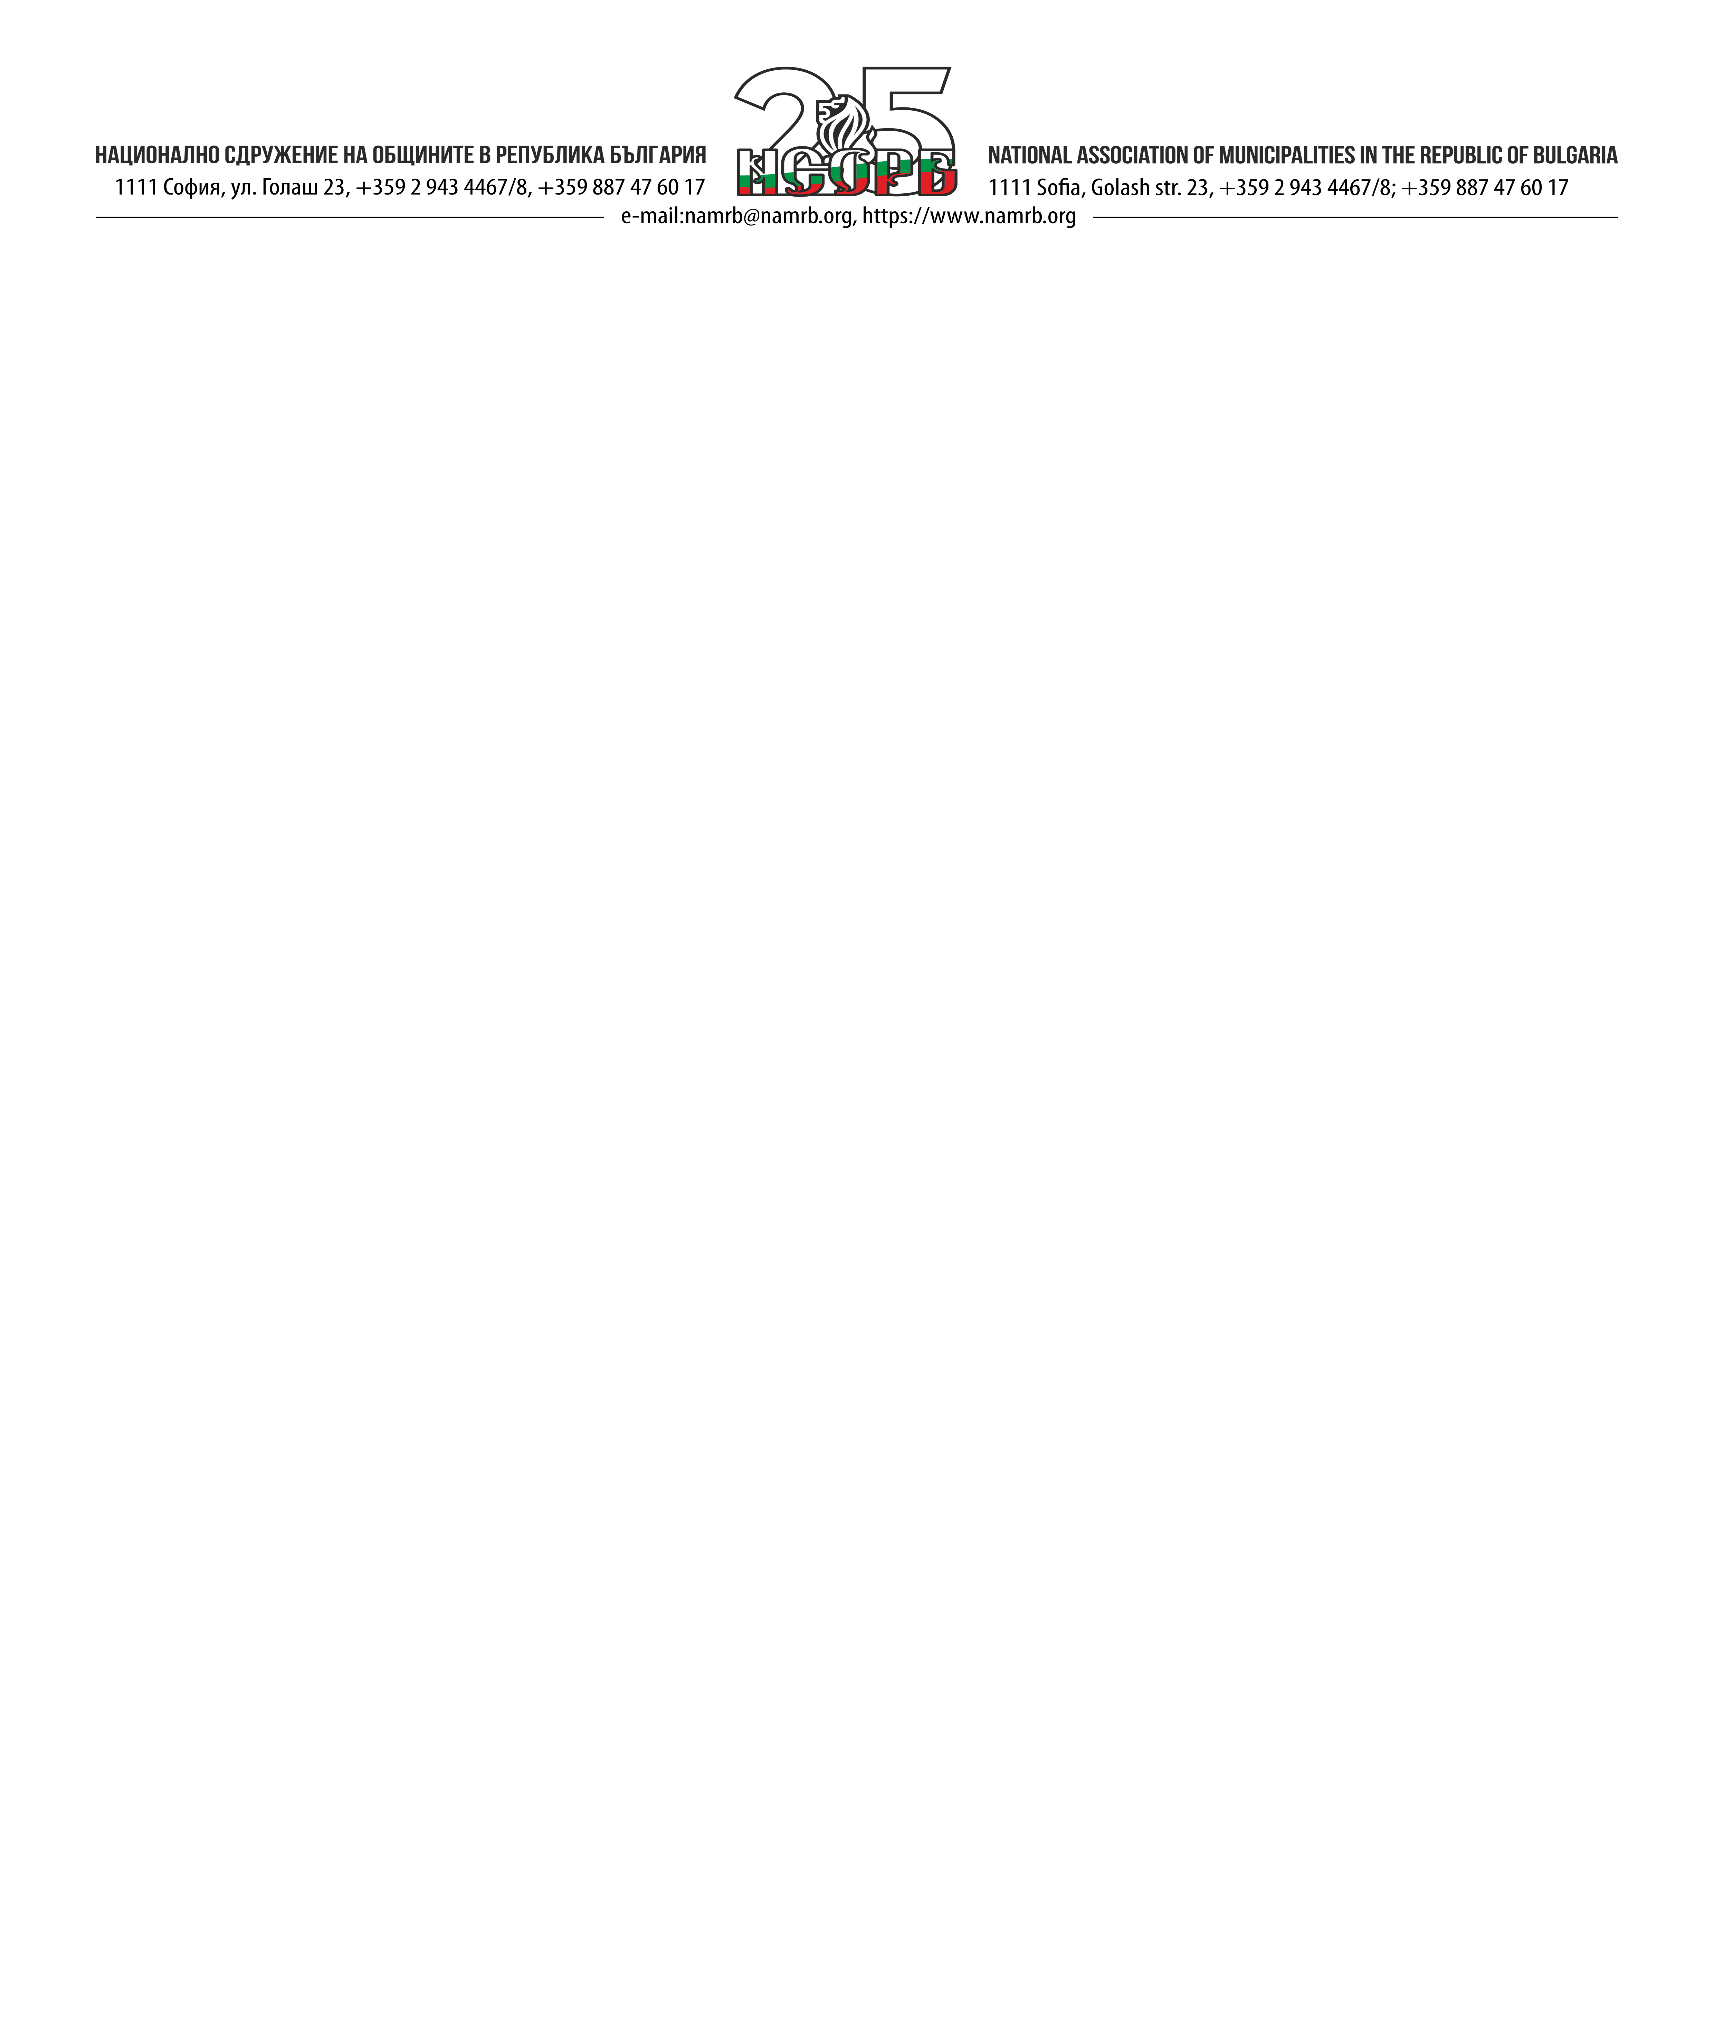 25
НСОРБ
НАЦИОНАЛНО СДРУЖЕНИЕ НА ОБЩИНИТЕ В РЕПУБЛИКА БЪЛГАРИЯ
1111 София, ул. Голаш 23, +359 2 943 4467/8, +359 887 47 60 17
NATIONAL ASSOCIATION OF MUNICIPALITIES IN THE REPUBLIC OF BULGARIA
1111 Sofia, Golash str. 23, +359 2 943 4467/8; +359 887 47 60 17
e-mail:namrb@namrb.org, https://www.namrb.org